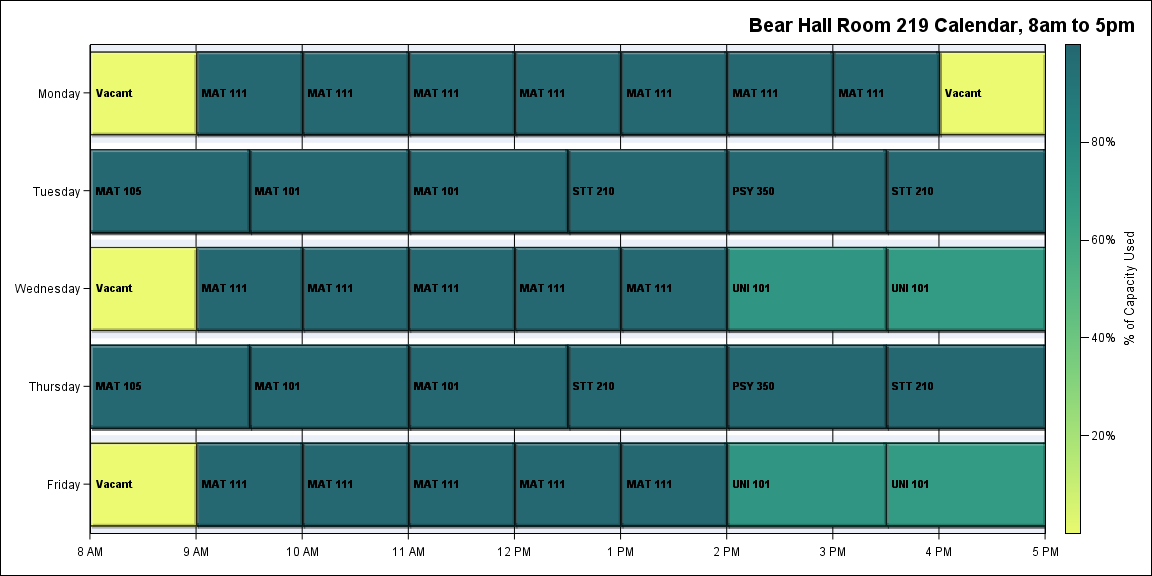 Bear Hall Room 219 Calendar, 8am to 5pm
Monday
Vacant MAT 111 MAT 111 MAT 111 MAT 111 MAT 111 MAT 111 MAT 111 Vacant
Tuesday
MAT 105 MAT 101 MAT 101 STT 210 PSY 350 STT 210
Wednesday
Vacant MAT 111 MAT 111 MAT 111 MAT 111 MAT 111 UNI 101 UNI 101
Thursday
MAT 105 MAT 101 MAT 101 STT 210 PSY 350 STT 210
Friday
Vacant MAT 111 MAT 111 MAT 111 MAT 111 MAT 111 UNI 101 UNI 101
8 AM 9 AM 10 AM 11 AM 12 PM 1 PM 2 PM 3 PM 4 PM 5 PM
80%
60%
40%
20%
% of Capacity Used